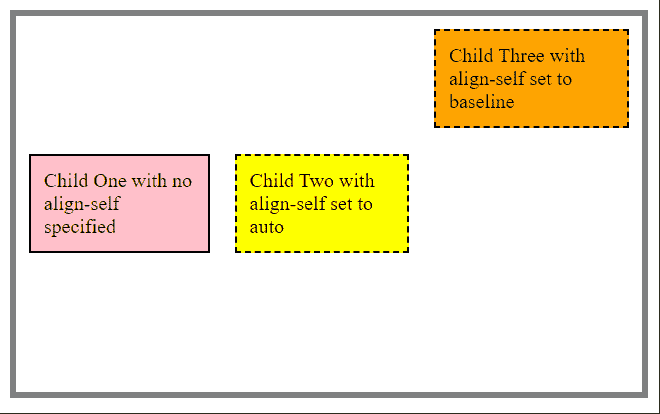 Child Three with
align-self set to
baseline
Child One with no
align-self
specified
Child Two with
align-self set to
auto